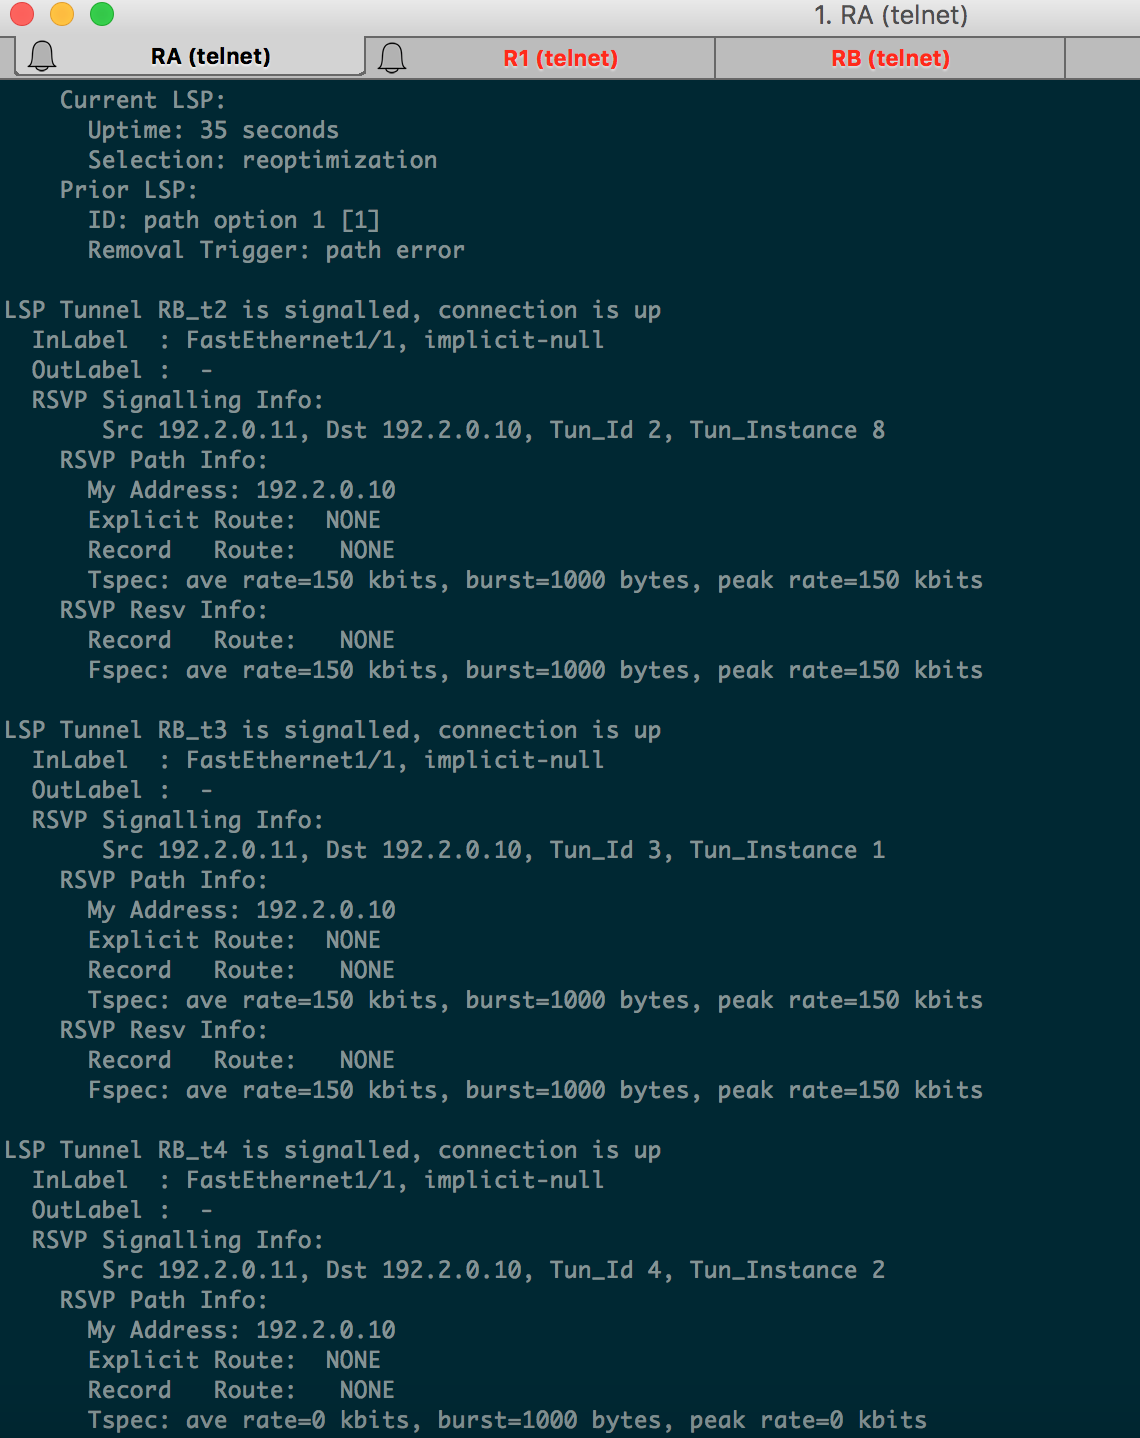 1. RA (telnet)
RA (telnet) R1 (telnet) RB (telnet)
    Current LSP:
      Uptime: 35 seconds
      Selection: reoptimization
    Prior LSP:
      ID: path option 1 [1]
      Removal Trigger: path error

LSP Tunnel RB_t2 is signalled, connection is up
  InLabel  : FastEthernet1/1, implicit-null
  OutLabel :  -
  RSVP Signalling Info:
       Src 192.2.0.11, Dst 192.2.0.10, Tun_Id 2, Tun_Instance 8
    RSVP Path Info:
      My Address: 192.2.0.10
      Explicit Route:  NONE
      Record   Route:   NONE
      Tspec: ave rate=150 kbits, burst=1000 bytes, peak rate=150 kbits
    RSVP Resv Info:
      Record   Route:   NONE
      Fspec: ave rate=150 kbits, burst=1000 bytes, peak rate=150 kbits

LSP Tunnel RB_t3 is signalled, connection is up
  InLabel  : FastEthernet1/1, implicit-null
  OutLabel :  -
  RSVP Signalling Info:
       Src 192.2.0.11, Dst 192.2.0.10, Tun_Id 3, Tun_Instance 1
    RSVP Path Info:
      My Address: 192.2.0.10
      Explicit Route:  NONE
      Record   Route:   NONE
      Tspec: ave rate=150 kbits, burst=1000 bytes, peak rate=150 kbits
    RSVP Resv Info:
      Record   Route:   NONE
      Fspec: ave rate=150 kbits, burst=1000 bytes, peak rate=150 kbits

LSP Tunnel RB_t4 is signalled, connection is up
  InLabel  : FastEthernet1/1, implicit-null
  OutLabel :  -
  RSVP Signalling Info:
       Src 192.2.0.11, Dst 192.2.0.10, Tun_Id 4, Tun_Instance 2
    RSVP Path Info:
      My Address: 192.2.0.10
      Explicit Route:  NONE
      Record   Route:   NONE
      Tspec: ave rate=0 kbits, burst=1000 bytes, peak rate=0 kbits